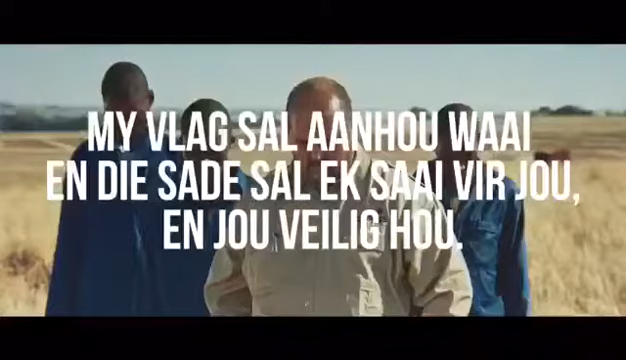 MY VLAG SAL AANHOU WAAI
EN DIE SADE SAL EK SAAI VIR JOU,
EN JOU VEILIG HOU.